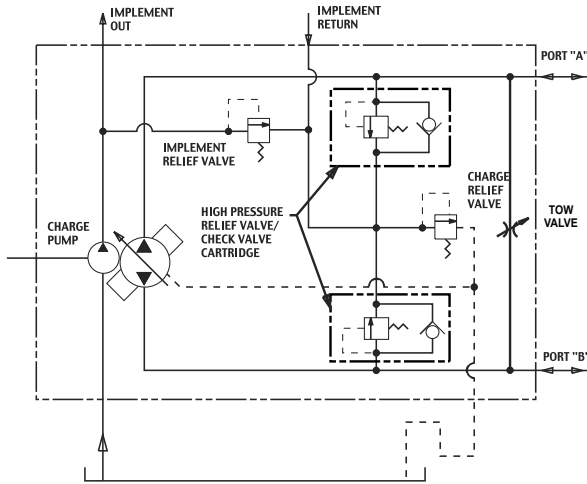 IMPLEMENT
OUT
IMPLEMENT
RETURN
PORT "A"
IMPLEMENT
RELIEF VALVE
CHARGE
RELIEF
VALVE
HIGH PRESSURE
RELIEF VALVE/
CHECK VALVE
CARTRIDGE
TOW
VALVE
CHARGE
PUMP
PORT "B"